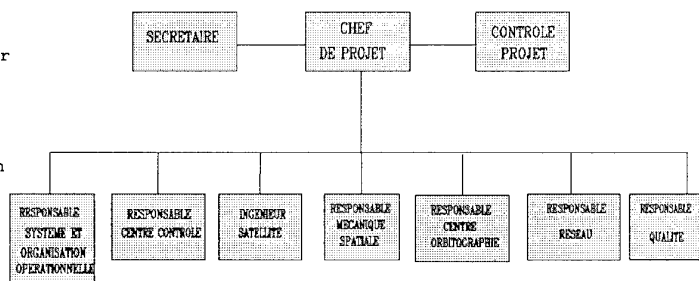 SECRETAIRE
CHEF
DE PROJET
CONTROLE
PROJET
r
n
RESPONSABLE
SYSTEME ET
ORGANISATION
OPERATIONNELLE
RESPONSABLE
CENTRE CONTROLE
INGENIEUR
SATELLITE
RESPONSABLE
MECANIQUE
SPATIALE
RESPONSABLE
CENTRE
ORBITOGRAPHIE
RESPONSABLE
RESEAU
RESPONSABLE
QUALITE